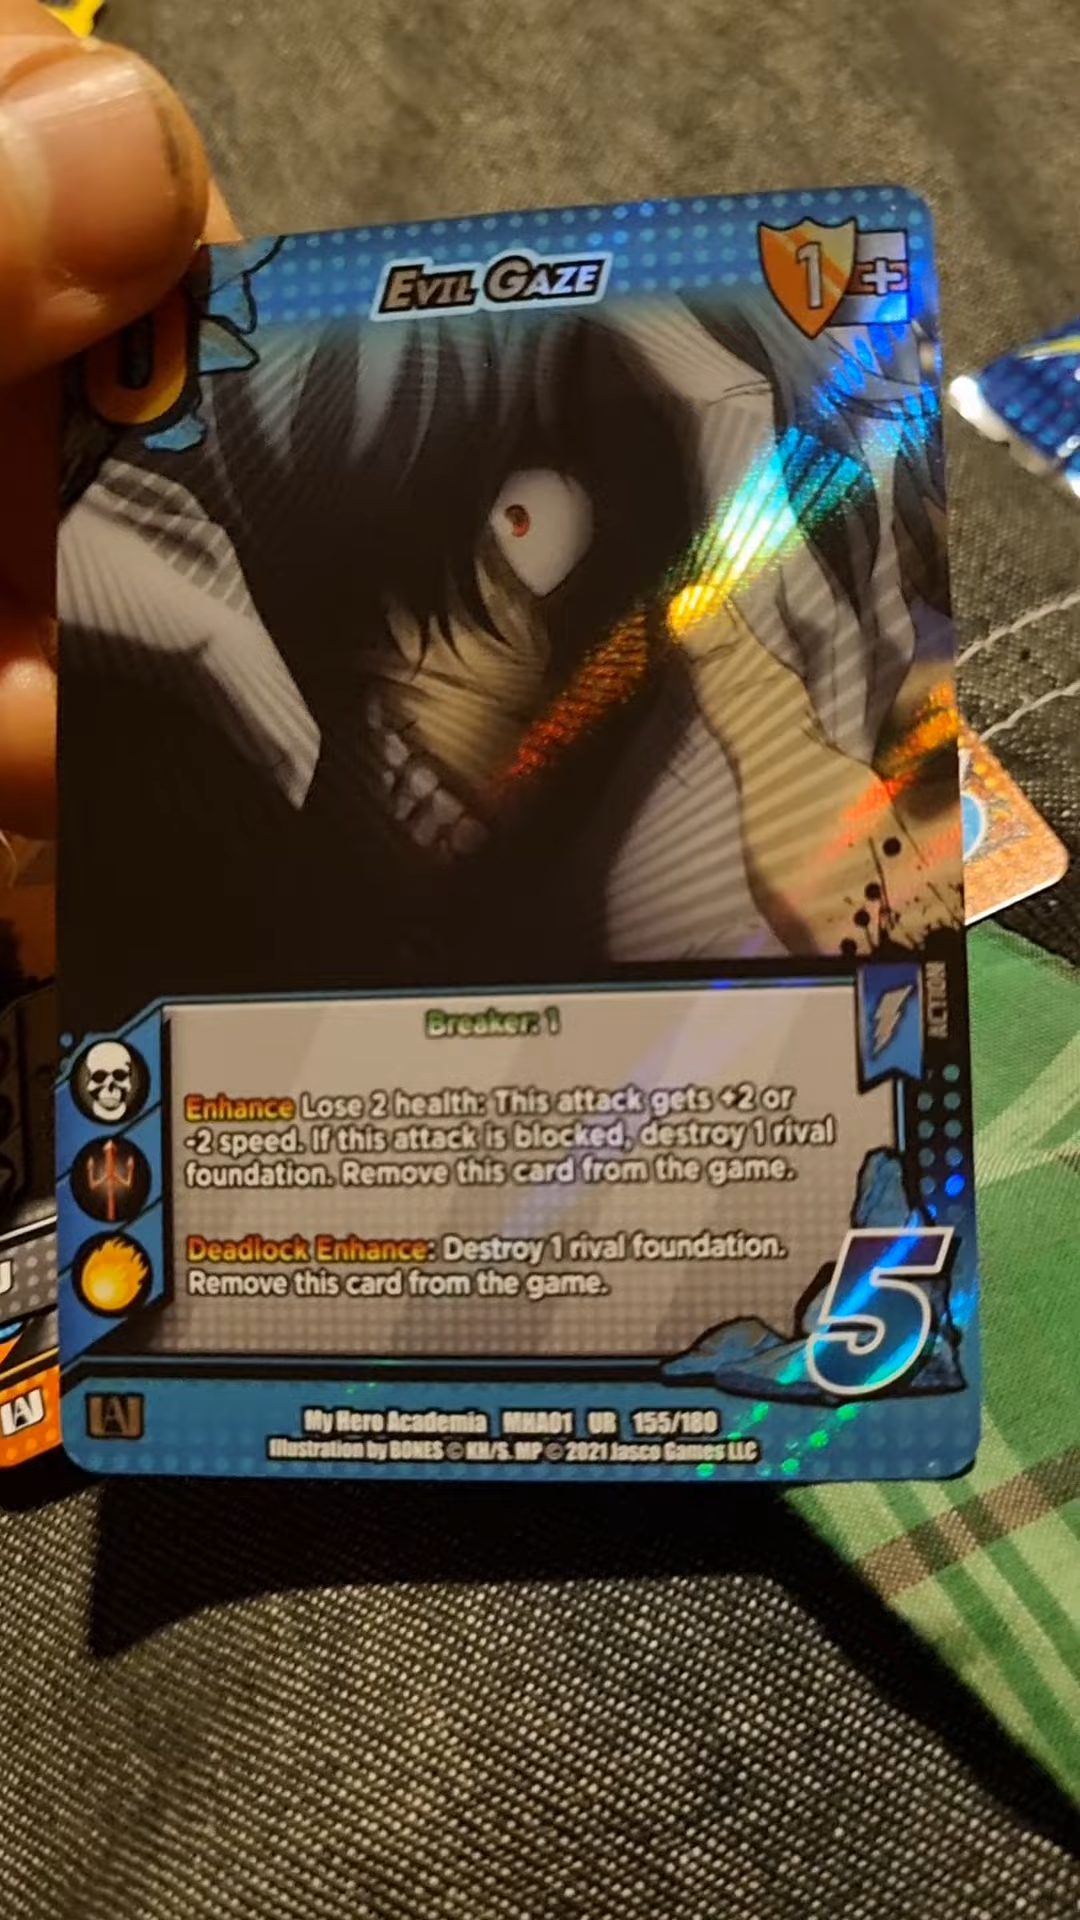 EVIL GAZE
1
+
0
ACTION
Breaker: 1
Enhance Lose 2 health: This attack gets +2 or
-2 speed. If this attack is blocked, destroy 1 rival
foundation. Remove this card from the game.
Deadlock Enhance: Destroy 1 rival foundation.
Remove this card from the game.
5
My Hero Academia MHA01 UR 155/180
Illustration by BONES © KH/S. MP © 2021 Jasco Games LLC